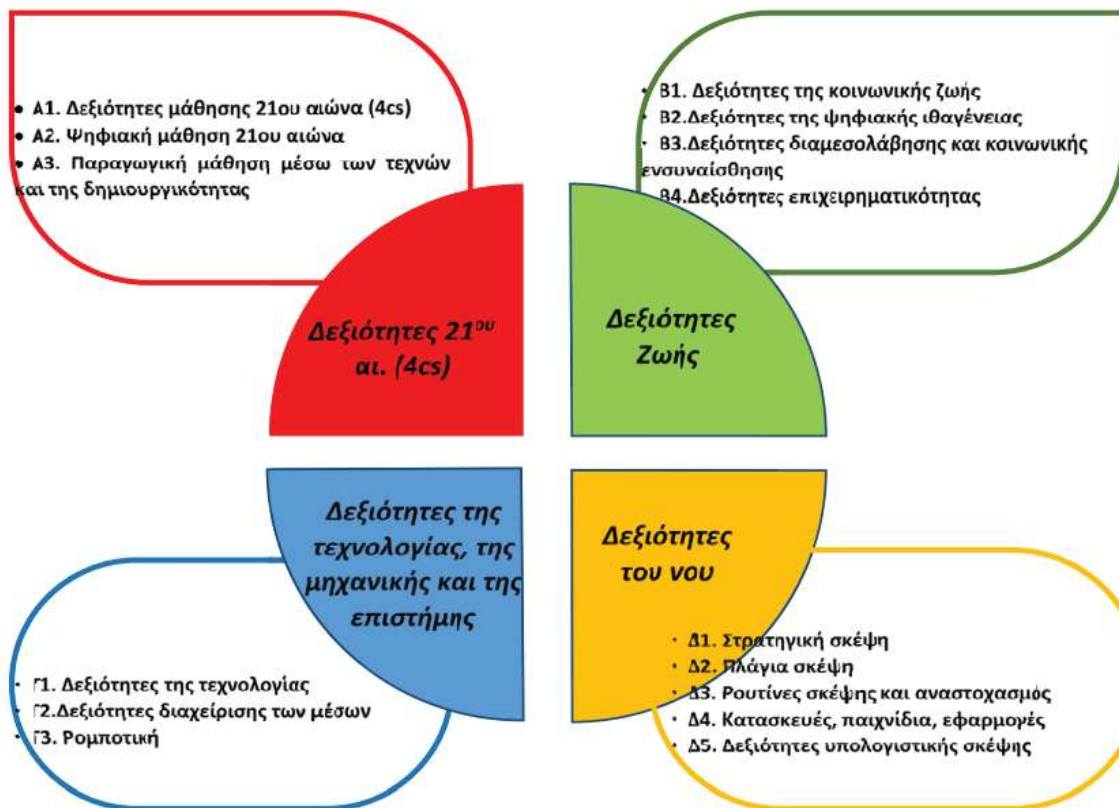 • Α1. Δεξιότητες μάθησης 21ου αιώνα (4cs)
• Α2. Ψηφιακή μάθηση 21ου αιώνα
• Α3. Παραγωγική μάθηση μέσω των τεχνών
και της δημιουργικότητας
· Β1. Δεξιότητες της κοινωνικής ζωής
· Β2.Δεξιότητες της ψηφιακής ιθαγένειας
· Β3.Δεξιότητες διαμεσολάβησης και κοινωνικής
ενσυναίσθησης
· Β4.Δεξιότητες επιχειρηματικότητας
Δεξιότητες 21ου
αι. (4cs)
Δεξιότητες
Ζωής
Δεξιότητες της
τεχνολογίας, της
μηχανικής και της
επιστήμης
Δεξιότητες
του νου
· Γ1. Δεξιότητες της τεχνολογίας
· Γ2.Δεξιότητες διαχείρισης των μέσων
· Γ3. Ρομποτική
· Δ1. Στρατηγική σκέψη
· Δ2. Πλάγια σκέψη
· Δ3. Ρουτίνες σκέψης και αναστοχασμός
· Δ4. Κατασκευές, παιχνίδια, εφαρμογές
· Δ5. Δεξιότητες υπολογιστικής σκέψης